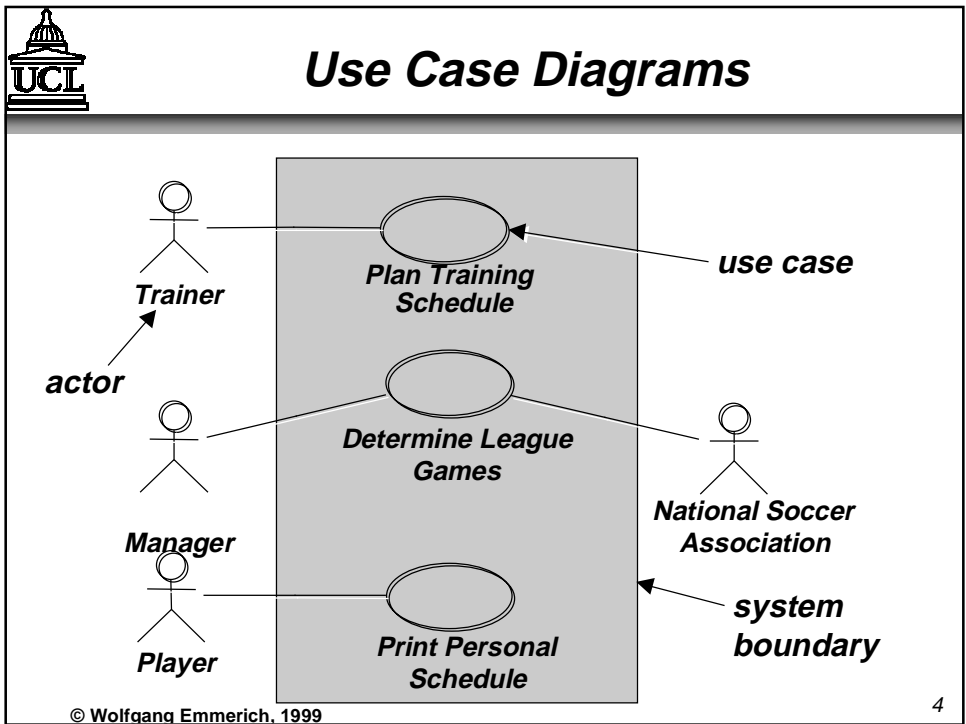 UCL
Use Case Diagrams
Trainer
Plan Training
Schedule
use case
actor
Determine League
Games
Manager
National Soccer
Association
Player
Print Personal
Schedule
system
boundary
© Wolfgang Emmerich, 1999
4